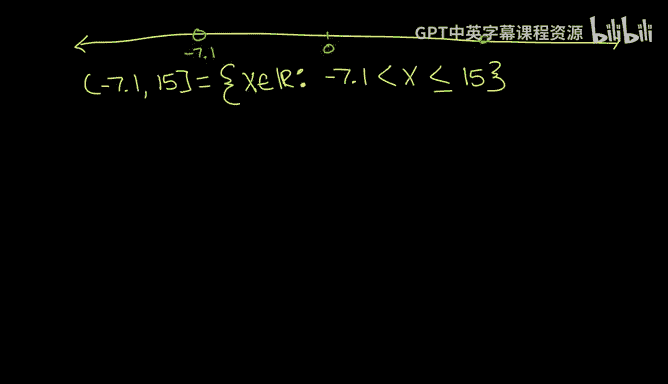 GPT中英字幕课程资源 bilibili
-7.1 0
(-7.1, 15] = {x∈ℝ: -7.1 < x ≤ 15}